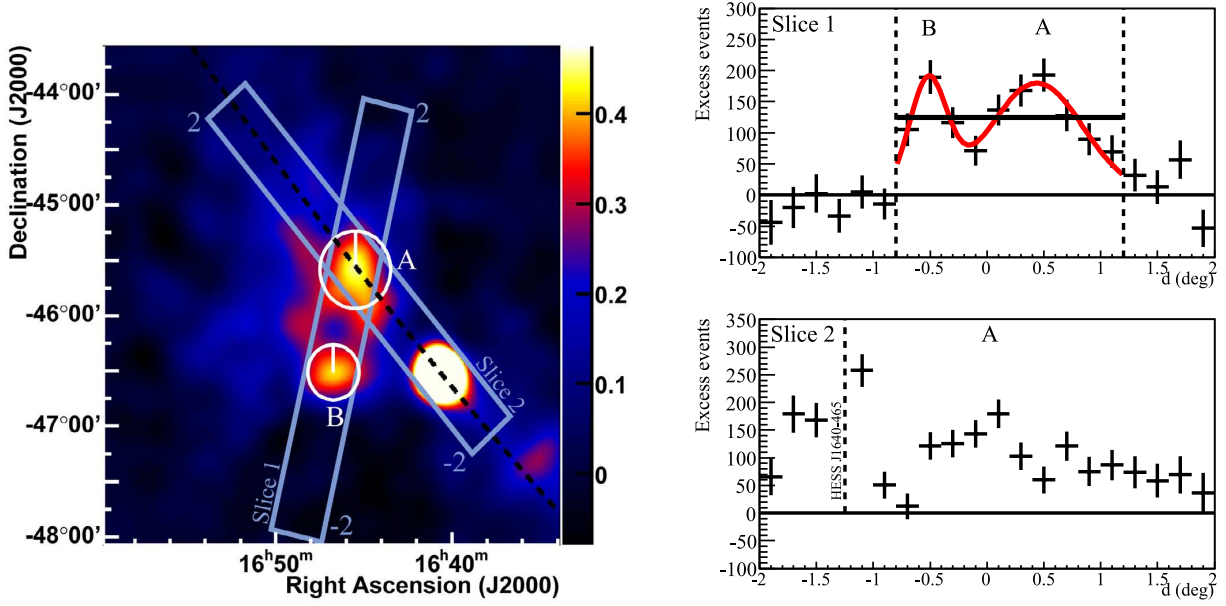 -44°00'
-45°00'
-46°00'
-47°00'
-48°00'
Declination (J2000)
16h50m
16h40m
Right Ascension (J2000)
2
2
A
B
Slice 1
Slice 2
-2
-2
0.4
0.3
0.2
0.1
0
Slice 1
B
A
Excess events
300
250
200
150
100
50
0
-50
-100
-2 -1.5 -1 -0.5 0 0.5 1 1.5 2
d (deg)
Slice 2
A
HESS J1640-465
Excess events
350
300
250
200
150
100
50
0
-50
-100
-2 -1.5 -1 -0.5 0 0.5 1 1.5 2
d (deg)